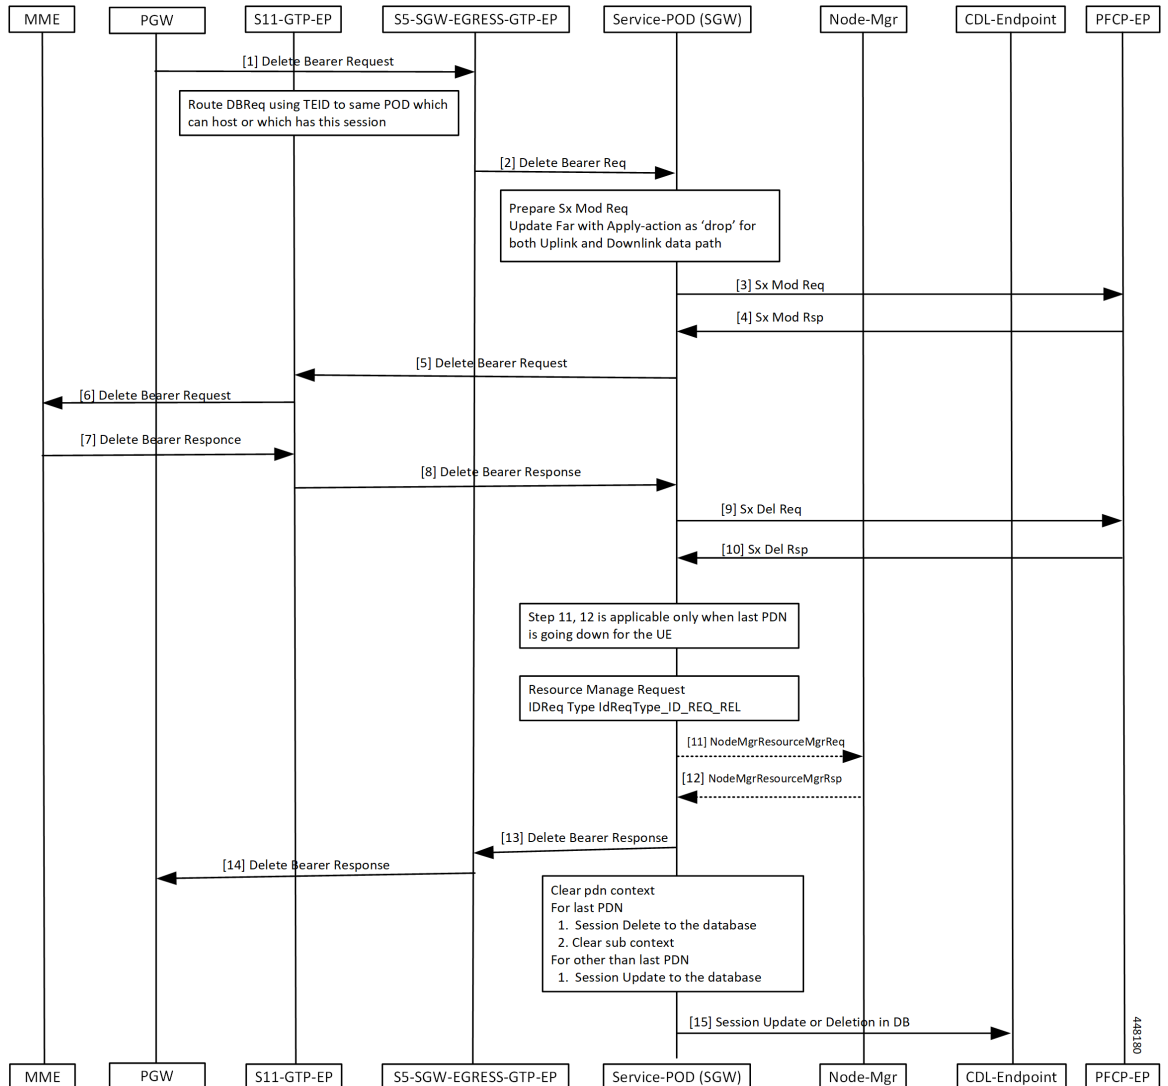 MME
PGW
S11-GTP-EP
S5-SGW-EGRESS-GTP-EP
Service-POD (SGW)
Node-Mgr
CDL-Endpoint
PFCP-EP
[1] Delete Bearer Request
Route DBReq using TEID to same POD which
can host or which has this session
[2] Delete Bearer Req
Prepare Sx Mod Req
Update Far with Apply-action as ‘drop’ for
both Uplink and Downlink data path
[3] Sx Mod Req
[4] Sx Mod Rsp
[5] Delete Bearer Request
[6] Delete Bearer Request
[7] Delete Bearer Responce
[8] Delete Bearer Response
[9] Sx Del Req
[10] Sx Del Rsp
Step 11, 12 is applicable only when last PDN
is going down for the UE
Resource Manage Request
IDReq Type IdReqType_ID_REQ_REL
[11] NodeMgrResourceMgrReq
[12] NodeMgrResourceMgrRsp
[13] Delete Bearer Response
[14] Delete Bearer Response
Clear pdn context
For last PDN
1. Session Delete to the database
2. Clear sub context
For other than last PDN
1. Session Update to the database
[15] Session Update or Deletion in DB
448180
MME
PGW
S11-GTP-EP
S5-SGW-EGRESS-GTP-EP
Service-POD (SGW)
Node-Mgr
CDL-Endpoint
PFCP-EP